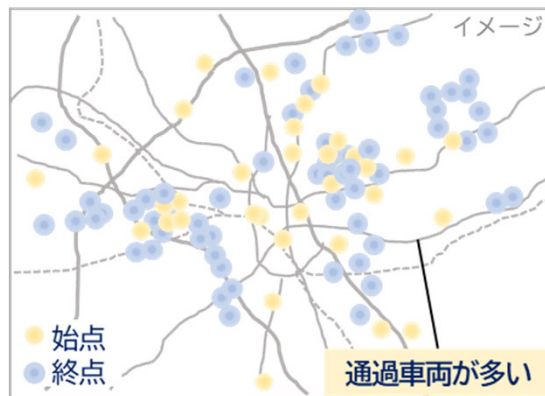 イメージ
始点
終点
通過車両が多い